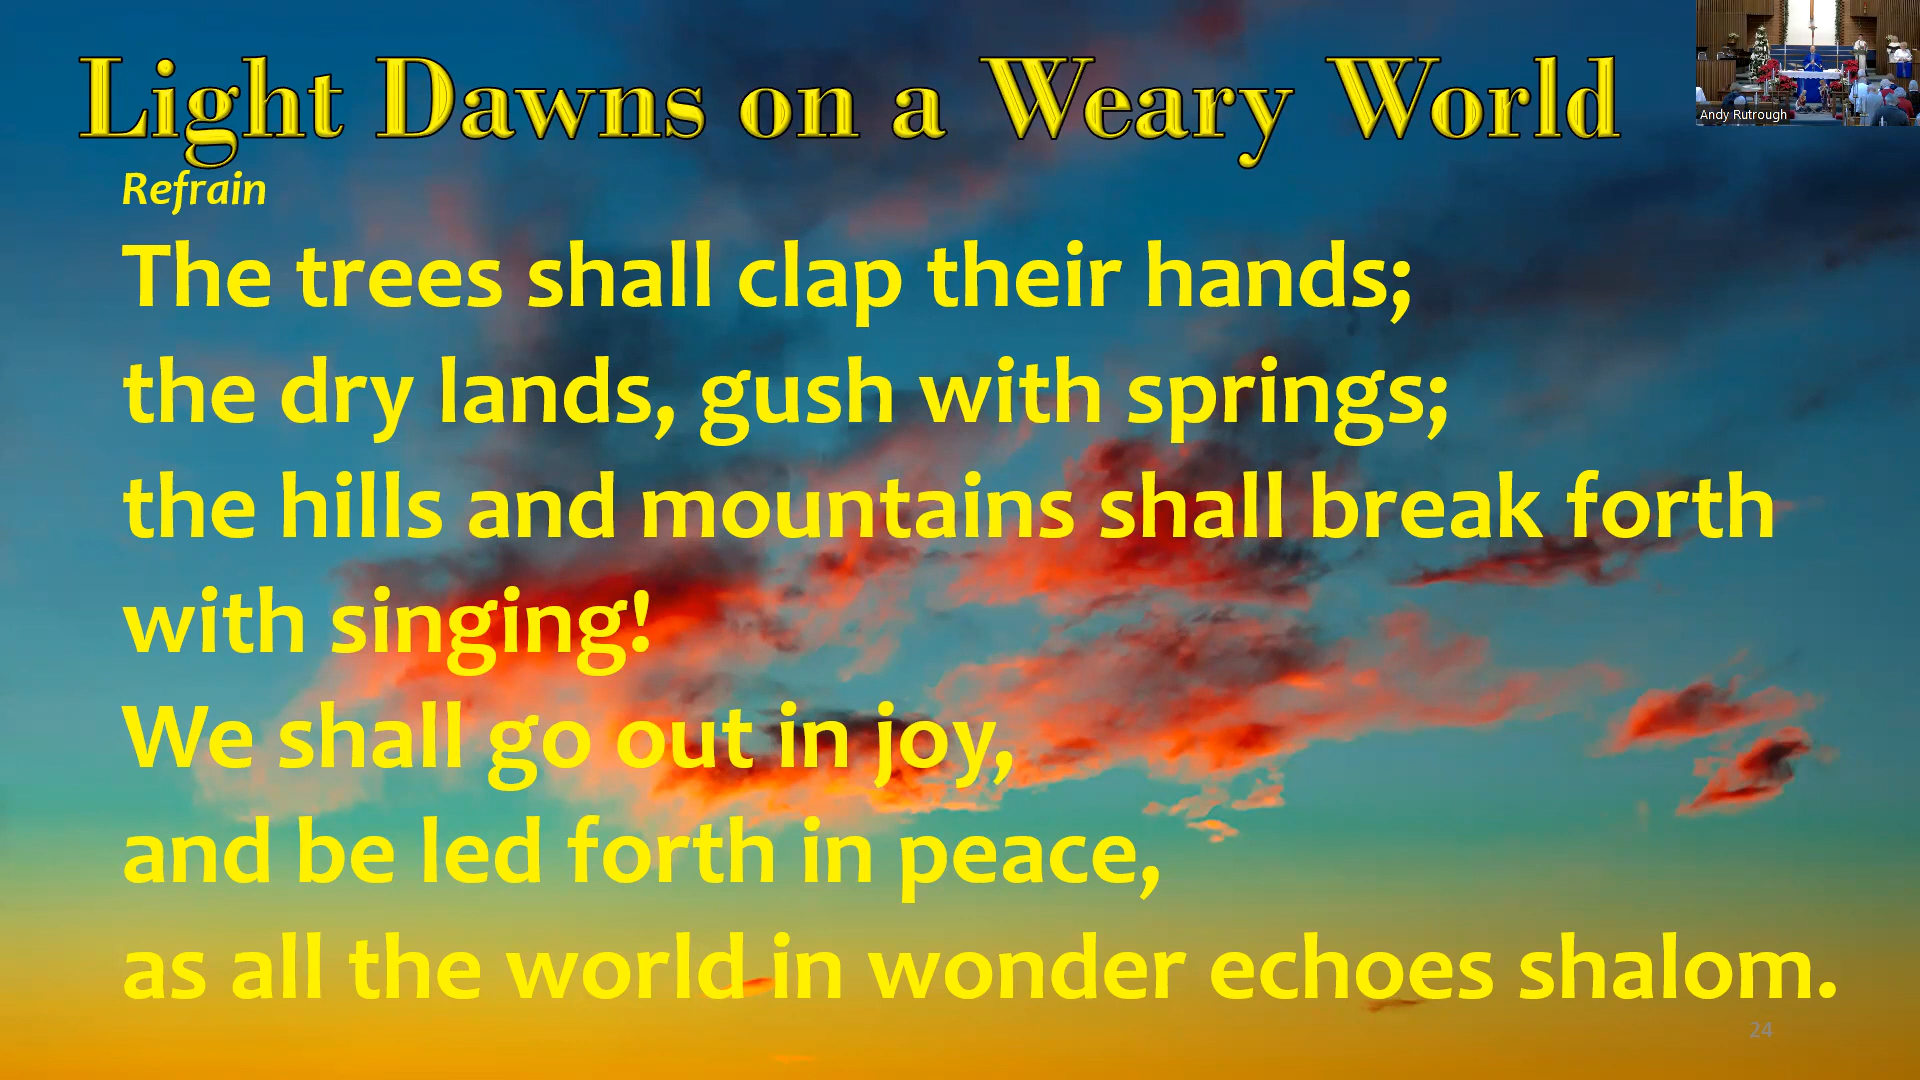 Light Dawns on a Weary World
Andy Rutrough
Refrain
The trees shall clap their hands;
the dry lands, gush with springs;
the hills and mountains shall break forth
with singing!
We shall go out in joy,
and be led forth in peace,
as all the world in wonder echoes shalom.
24